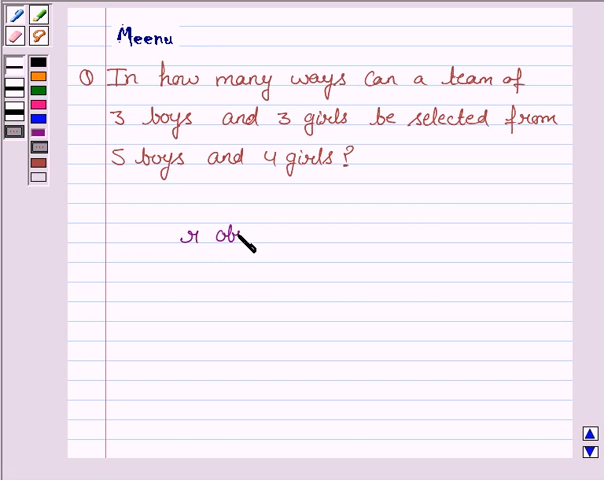 Meenu
Q In how many ways can a team of
3 boys and 3 girls be selected from
5 boys and 4 girls?
r ob